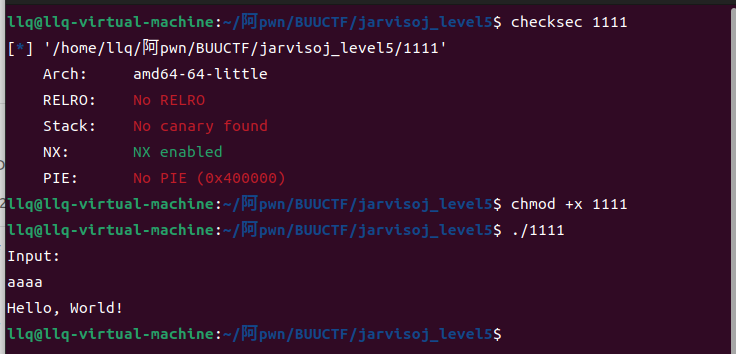 llq@llq-virtual-machine:~/阿pwn/BUUCTF/jarvisoj_level5$ checksec 1111
[*] '/home/llq/阿pwn/BUUCTF/jarvisoj_level5/1111'
    Arch:     amd64-64-little
    RELRO:    No RELRO
    Stack:    No canary found
    NX:       NX enabled
    PIE:      No PIE (0x400000)
llq@llq-virtual-machine:~/阿pwn/BUUCTF/jarvisoj_level5$ chmod +x 1111
llq@llq-virtual-machine:~/阿pwn/BUUCTF/jarvisoj_level5$ ./1111
Input:
aaaa
Hello, World!
llq@llq-virtual-machine:~/阿pwn/BUUCTF/jarvisoj_level5$